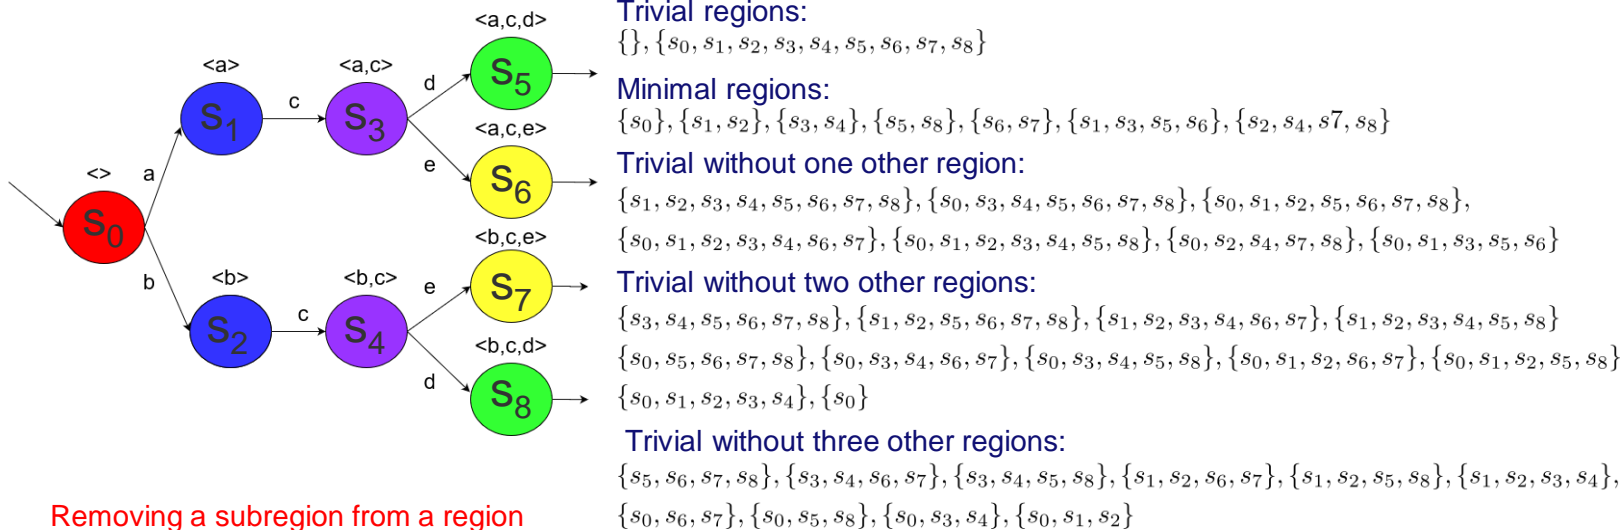 <a,c,d>
s5
<a>
<a,c>
d
s1
c
s3
<a,c,e>
e
s6
<>
a
s0
<b,c,e>
b
<b>
<b,c>
e
s7
s2
c
s4
<b,c,d>
d
s8
Removing a subregion from a region
Trivial regions:
{}, {s0, s1, s2, s3, s4, s5, s6, s7, s8}
Minimal regions:
{s0}, {s1, s2}, {s3, s4}, {s5, s8}, {s6, s7}, {s1, s3, s5, s6}, {s2, s4, s7, s8}
Trivial without one other region:
{s1, s2, s3, s4, s5, s6, s7, s8}, {s0, s3, s4, s5, s6, s7, s8}, {s0, s1, s2, s5, s6, s7, s8},
{s0, s1, s2, s3, s4, s6, s7}, {s0, s1, s2, s3, s4, s5, s8}, {s0, s2, s4, s7, s8}, {s0, s1, s3, s5, s6}
Trivial without two other regions:
{s3, s4, s5, s6, s7, s8}, {s1, s2, s5, s6, s7, s8}, {s1, s2, s3, s4, s6, s7}, {s1, s2, s3, s4, s5, s8}
{s0, s5, s6, s7, s8}, {s0, s3, s4, s6, s7}, {s0, s3, s4, s5, s8}, {s0, s1, s2, s6, s7}, {s0, s1, s2, s5, s8}
{s0, s1, s2, s3, s4}, {s0}
Trivial without three other regions:
{s5, s6, s7, s8}, {s3, s4, s6, s7}, {s3, s4, s5, s8}, {s1, s2, s6, s7}, {s1, s2, s5, s8}, {s1, s2, s3, s4},
{s0, s6, s7}, {s0, s5, s8}, {s0, s3, s4}, {s0, s1, s2}